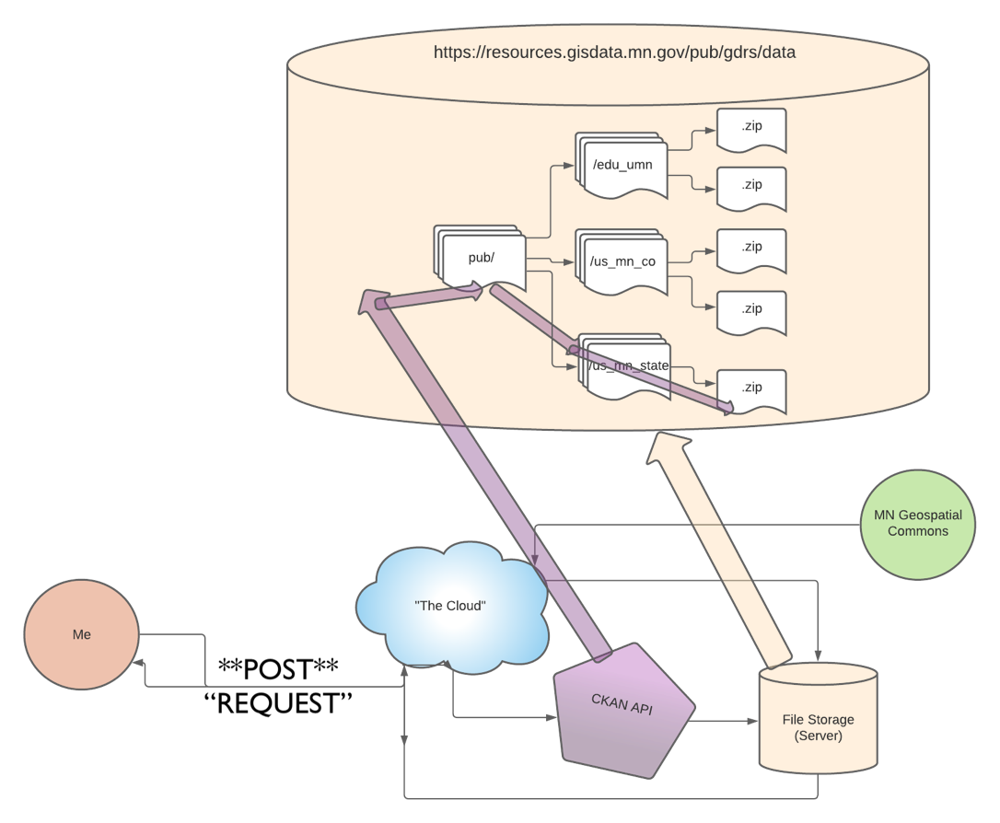 https://resources.gisdata.mn.gov/pub/gdrs/data
.zip
/edu_umn
.zip
.zip
pub/
/us_mn_co
.zip
/us_mn_state
.zip
MN Geospatial
Commons
"The Cloud"
Me
**POST**
“REQUEST”
CKAN API
File Storage
(Server)